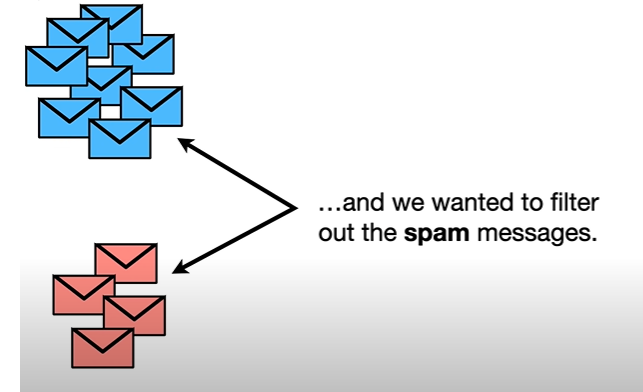 …and we wanted to filter
out the spam messages.